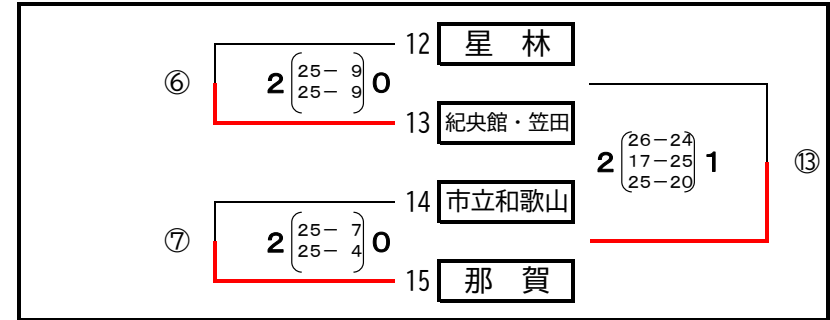 12 星 林
⑥ 2 25－ 9 0
25－ 9
13 紀央館・笠田
26－24
2 17－25 1 ⑬
25－20
14 市立和歌山
⑦ 2 25－ 7 0
25－ 4
15 那 賀